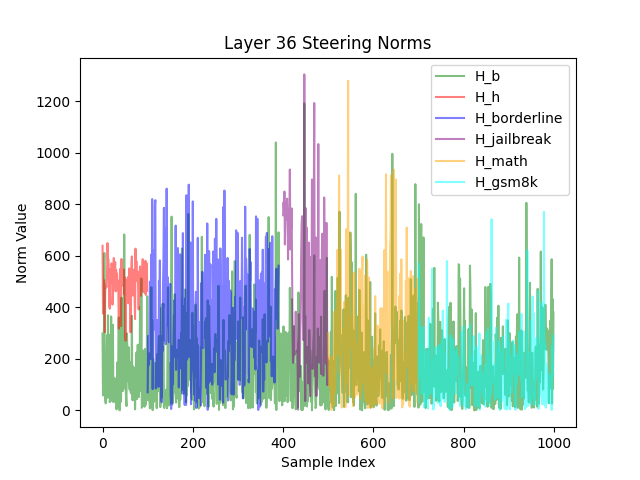 Layer 36 Steering Norms
H_b
H_h
H_borderline
H_jailbreak
H_math
H_gsm8k
Norm Value
1200
1000
800
600
400
200
0
0
200
400
600
800
1000
Sample Index